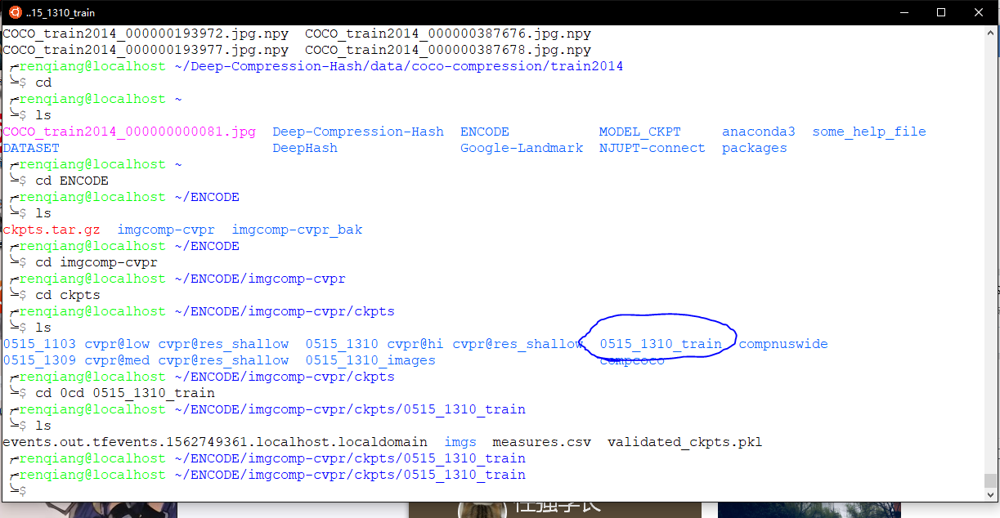 ..15_1310_train
COCO_train2014_000000193972.jpg.npy  COCO_train2014_000000387676.jpg.npy
COCO_train2014_000000193977.jpg.npy  COCO_train2014_000000387678.jpg.npy
╭─renqiang@localhost ~/Deep-Compression-Hash/data/coco-compression/train2014
╰─$ cd
╭─renqiang@localhost ~
╰─$ ls
COCO_train2014_000000000081.jpg  Deep-Compression-Hash  ENCODE           MODEL_CKPT     anaconda3  some_help_file
DATASET                          DeepHash               Google-Landmark  NJUPT-connect  packages
╭─renqiang@localhost ~
╰─$ cd ENCODE
╭─renqiang@localhost ~/ENCODE
╰─$ ls
ckpts.tar.gz  imgcomp-cvpr  imgcomp-cvpr_bak
╭─renqiang@localhost ~/ENCODE
╰─$ cd imgcomp-cvpr
╭─renqiang@localhost ~/ENCODE/imgcomp-cvpr
╰─$ cd ckpts
╭─renqiang@localhost ~/ENCODE/imgcomp-cvpr/ckpts
╰─$ ls
0515_1103 cvpr@low cvpr@res_shallow  0515_1310 cvpr@hi cvpr@res_shallow  0515_1310_train  compnuswide
0515_1309 cvpr@med cvpr@res_shallow  0515_1310_images                    compcoco
╭─renqiang@localhost ~/ENCODE/imgcomp-cvpr/ckpts
╰─$ cd 0cd 0515_1310_train
╭─renqiang@localhost ~/ENCODE/imgcomp-cvpr/ckpts/0515_1310_train
╰─$ ls
events.out.tfevents.1562749361.localhost.localdomain  imgs  measures.csv  validated_ckpts.pkl
╭─renqiang@localhost ~/ENCODE/imgcomp-cvpr/ckpts/0515_1310_train
╭─renqiang@localhost ~/ENCODE/imgcomp-cvpr/ckpts/0515_1310_train
╰─$